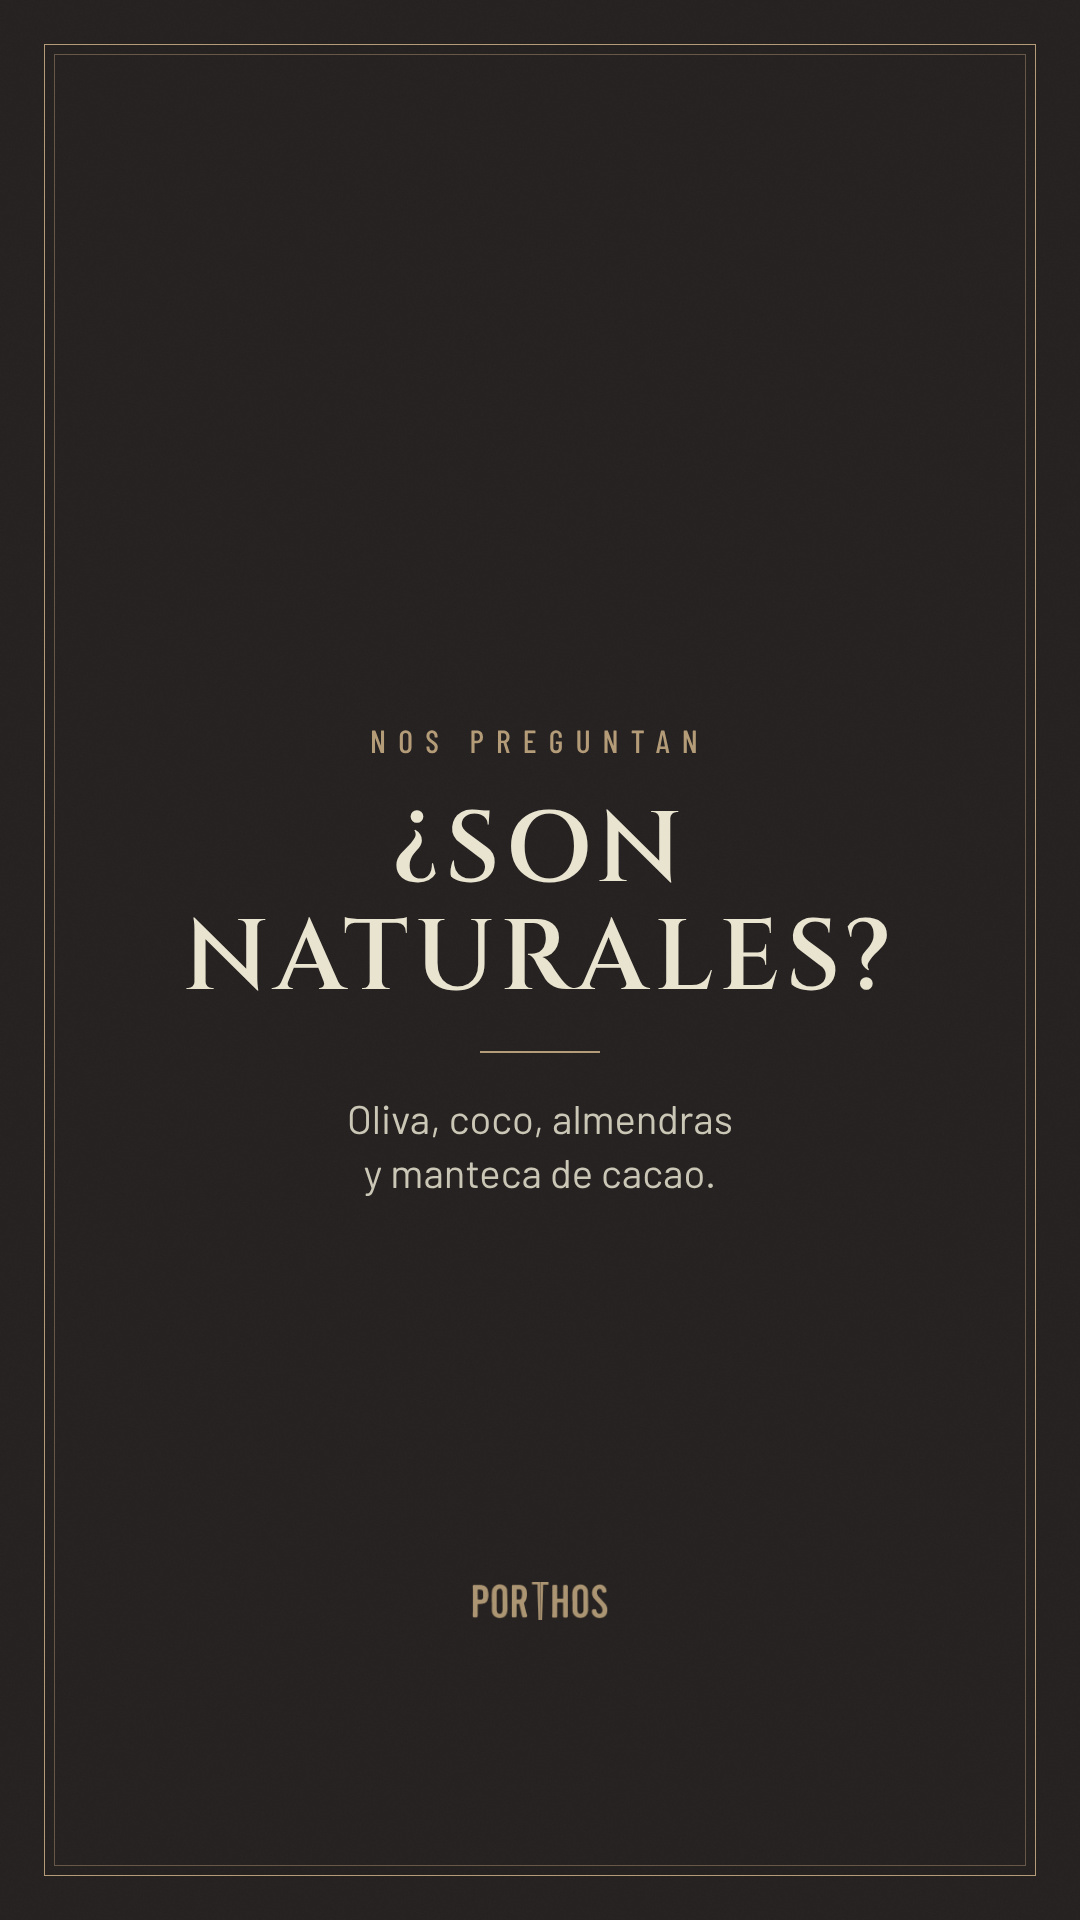 NOS PREGUNTAN
¿SON
NATURALES?
Oliva, coco, almendras
y manteca de cacao.
PORTHOS